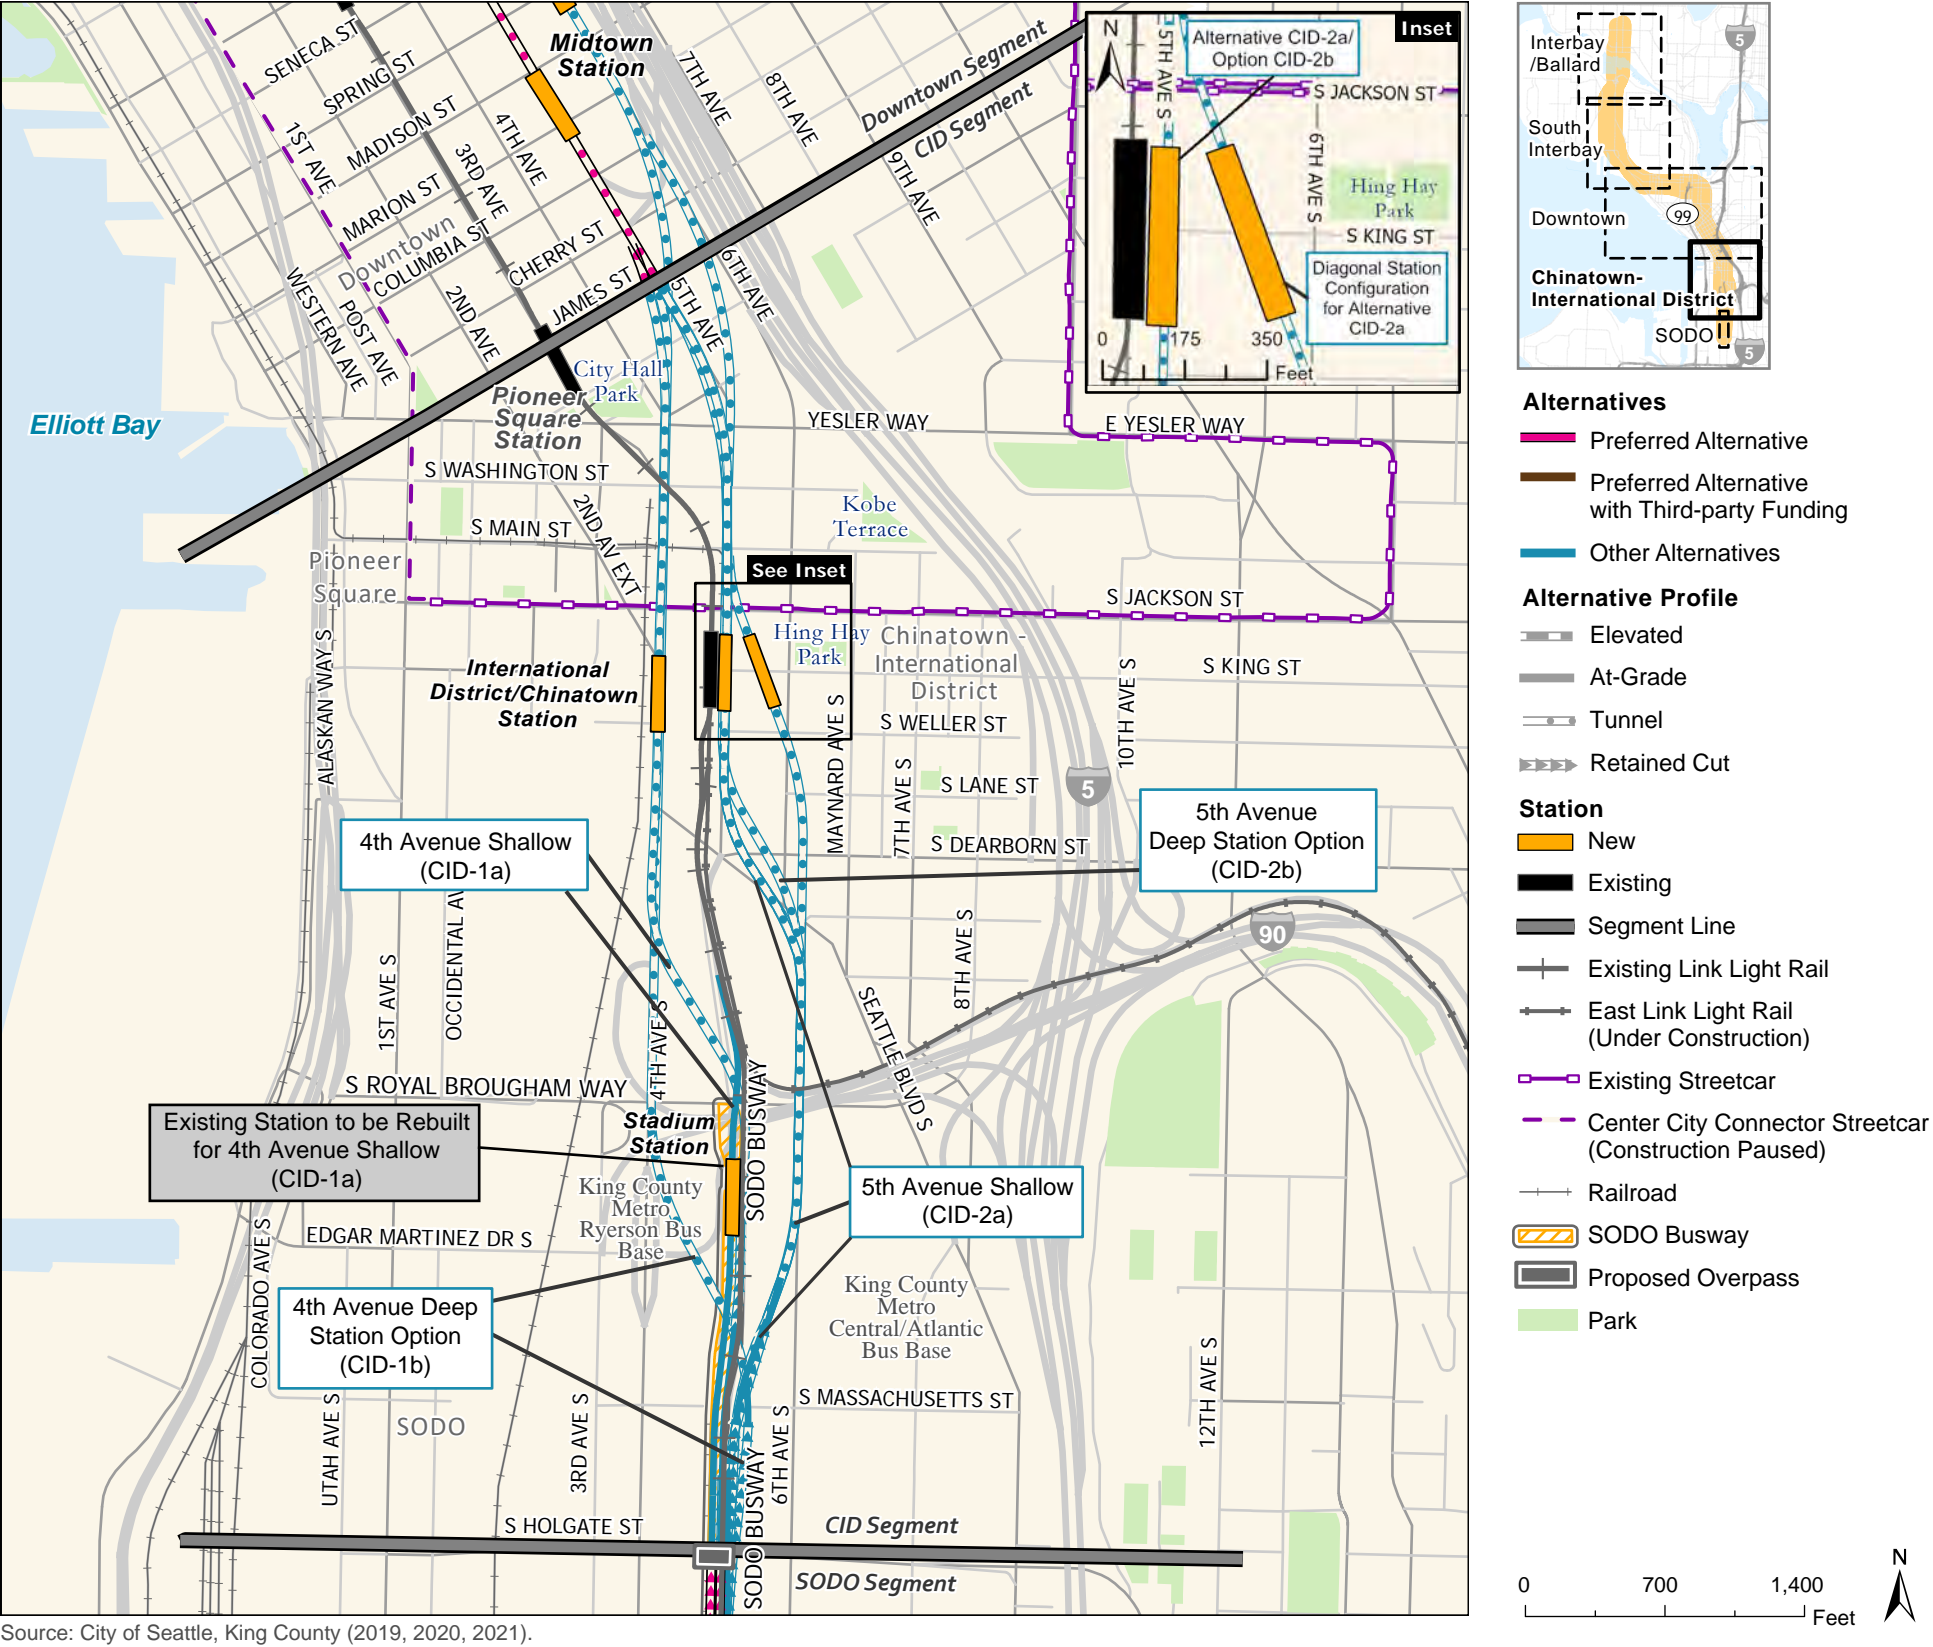 SENECA ST
SPRING ST
MADISON ST
MARION ST
COLUMBIA ST
CHERRY ST
JAMES ST
1ST AVE
3RD AVE
4TH AVE
2ND AVE
5TH AVE
6TH AVE
7TH AVE
8TH AVE
9TH AVE
WESTERN AVE
POST AVE
Downtown
Midtown
Station
Downtown Segment
CID Segment
Elliott Bay
City Hall
Park
Pioneer
Square
Station
YESLER WAY
E YESLER WAY
S WASHINGTON ST
S MAIN ST
2ND AV EXT
Kobe
Terrace
Pioneer
Square
See Inset
S JACKSON ST
Hing Hay
Park
Chinatown -
International
District
International
District/Chinatown
Station
S KING ST
S WELLER ST
ALASKAN WAY S
MAYNARD AVE S
7TH AVE S
10TH AVE S
S LANE ST
S DEARBORN ST
5
4th Avenue Shallow
(CID-1a)
5th Avenue
Deep Station Option
(CID-2b)
OCCIDENTAL AV
1ST AVE S
8TH AVE S
90
SEATTLE BLVD S
4TH AVE S
S ROYAL BROUGHAM WAY
SODO BUSWAY
Existing Station to be Rebuilt
for 4th Avenue Shallow
(CID-1a)
Stadium
Station
King County
Metro
Ryerson Bus
Base
5th Avenue Shallow
(CID-2a)
EDGAR MARTINEZ DR S
COLORADO AVE S
4th Avenue Deep
Station Option
(CID-1b)
King County
Metro
Central/Atlantic
Bus Base
S MASSACHUSETTS ST
12TH AVE S
SODO
UTAH AVE S
3RD AVE S
6TH AVE S
SODO BUSWAY
S HOLGATE ST
CID Segment
SODO Segment
Inset
N
5TH AVE S
Alternative CID-2a/
Option CID-2b
S JACKSON ST
6TH AVE S
Hing Hay
Park
S KING ST
Diagonal Station
Configuration
for Alternative
CID-2a
0 175 350
Feet
Interbay
/Ballard
5
South
Interbay
Downtown
99
Chinatown-
International District
SODO
5
Alternatives
Preferred Alternative
Preferred Alternative
with Third-party Funding
Other Alternatives
Alternative Profile
Elevated
At-Grade
Tunnel
Retained Cut
Station
New
Existing
Segment Line
Existing Link Light Rail
East Link Light Rail
(Under Construction)
Existing Streetcar
Center City Connector Streetcar
(Construction Paused)
Railroad
SODO Busway
Proposed Overpass
Park
N
0 700 1,400
Feet
Source: City of Seattle, King County (2019, 2020, 2021).